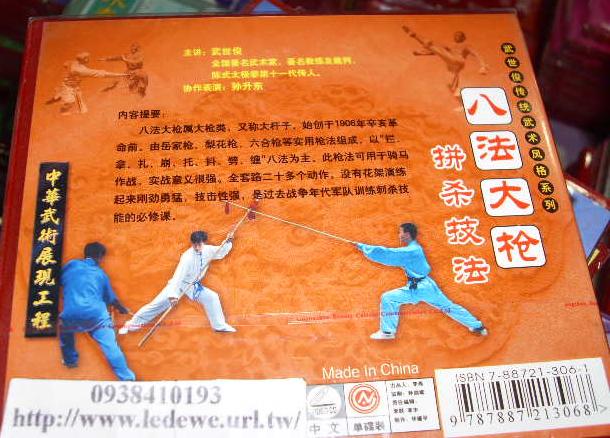 主讲：武世俊
全国著名武术家，著名教练及裁判，
陈式太极拳第十一代传人。
协作表演：孙升东
内容提要：
八法大枪属大枪类，又称大杆子，始创于1906年辛亥革
命前，由岳家枪、梨花枪、六合枪等实用枪法组成，以“拦、
拿、扎、崩、托、抖、劈、缠”八法为主，此枪法可用于骑马
作战，实战意义很强。全套路二十多个动作，没有花架演练
起来刚劲勇猛，技击性强，是过去战争年代军队训练刺杀技
能的必修课。
武世俊传统武术风格系列
八法大枪
拼杀技法
中華武術展現工程
Made In China
中文
单碟装
ISBN 7-88721-306-1
9 787887 213068
0938410193
http://www.ledewe.url.tw/